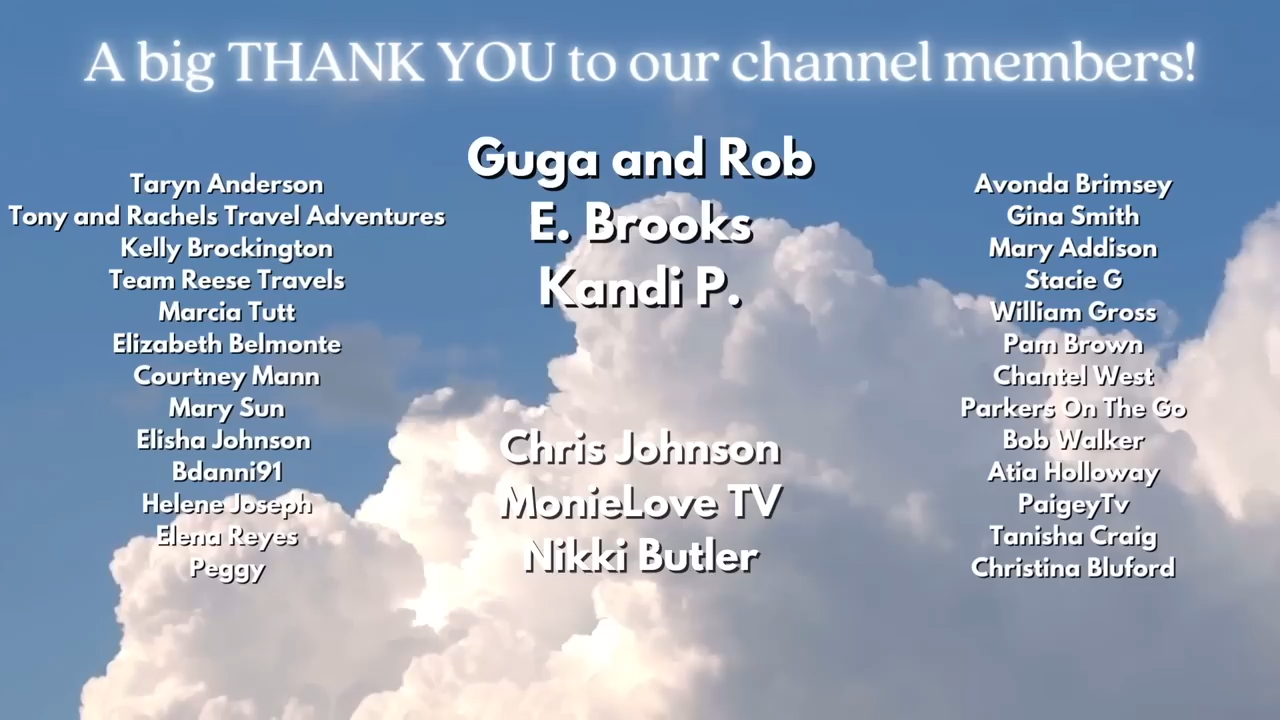 A big THANK YOU to our channel members!
Taryn Anderson
Tony and Rachels Travel Adventures
Kelly Brockington
Team Reese Travels
Marcia Tutt
Elizabeth Belmonte
Courtney Mann
Mary Sun
Elisha Johnson
Bdanni91
Helene Joseph
Elena Reyes
Peggy
Guga and Rob
E. Brooks
Kandi P.
Chris Johnson
MonieLove TV
Nikki Butler
Avonda Brimsey
Gina Smith
Mary Addison
Stacie G
William Gross
Pam Brown
Chantel West
Parkers On The Go
Bob Walker
Atia Holloway
PaigeyTv
Tanisha Craig
Christina Bluford